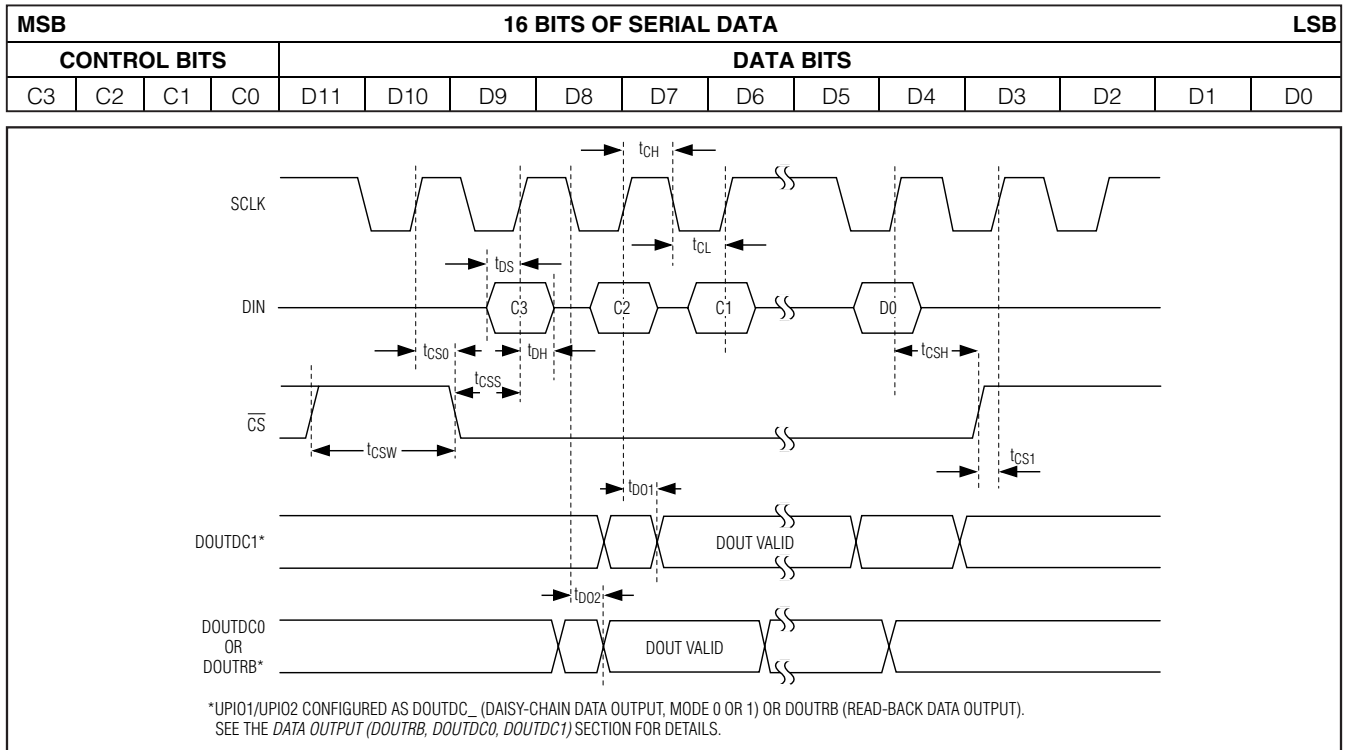 MSB 16 BITS OF SERIAL DATA LSB
CONTROL BITS DATA BITS
C3 C2 C1 C0 D11 D10 D9 D8 D7 D6 D5 D4 D3 D2 D1 D0
tCH
SCLK
tCL
tDS
DIN C3 C2 C1 D0
tCS0 tDH tCSH
tCSS
CS
tCSW tCS1
tDO1
DOUTDC1* DOUT VALID
tDO2
DOUTDC0
OR DOUT VALID
DOUTRB*
*UPIO1/UPIO2 CONFIGURED AS DOUTDC_ (DAISY-CHAIN DATA OUTPUT, MODE 0 OR 1) OR DOUTRB (READ-BACK DATA OUTPUT).
SEE THE DATA OUTPUT (DOUTRB, DOUTDC0, DOUTDC1) SECTION FOR DETAILS.